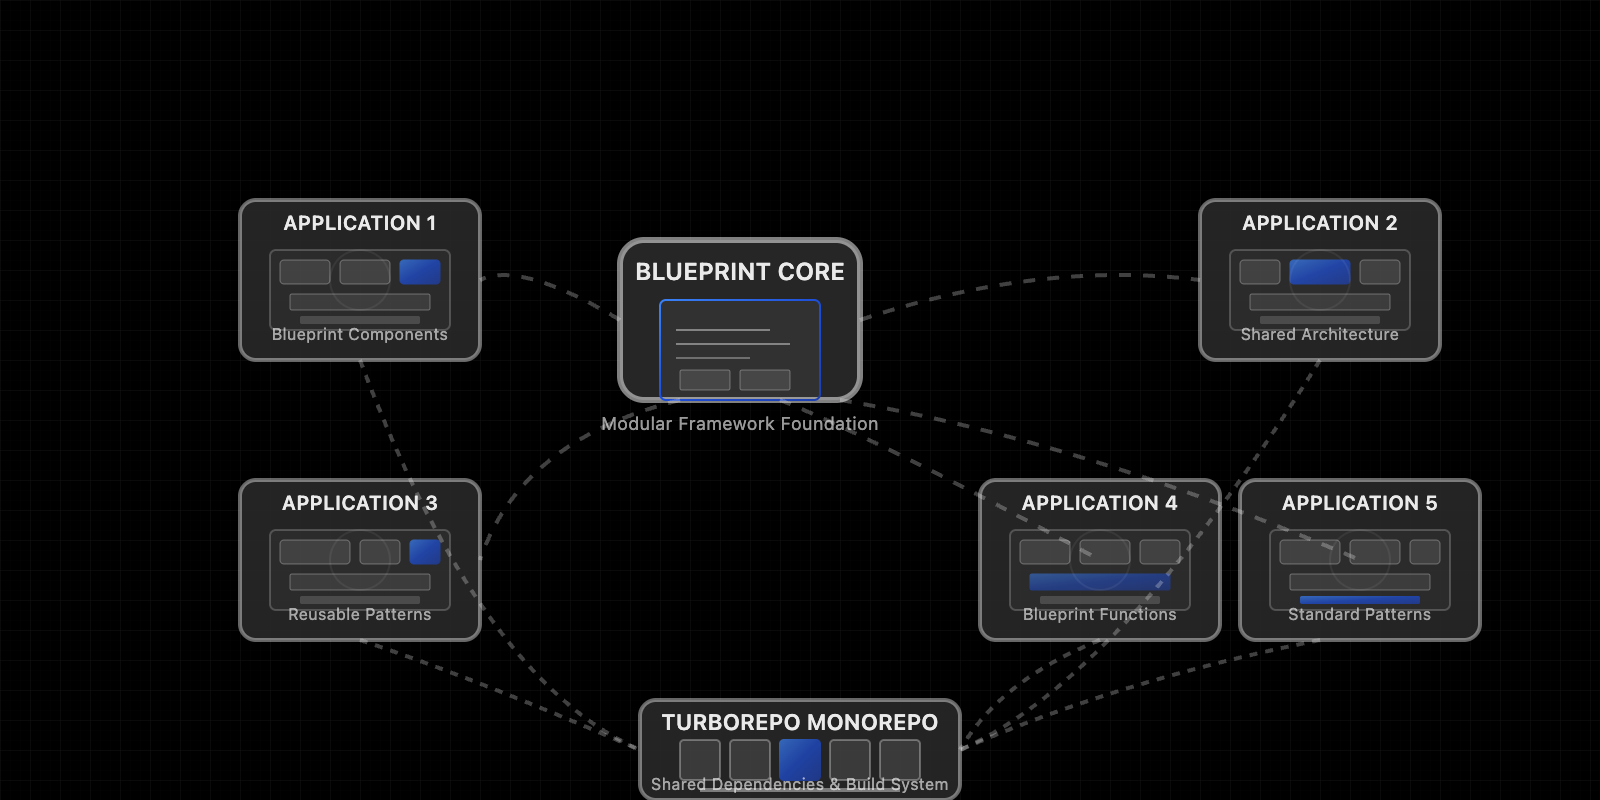 APPLICATION 1
Blueprint Components
BLUEPRINT CORE
Modular Framework Foundation
APPLICATION 2
Shared Architecture
APPLICATION 3
Reusable Patterns
APPLICATION 4
Blueprint Functions
APPLICATION 5
Standard Patterns
TURBOREPO MONOREPO
Shared Dependencies & Build System